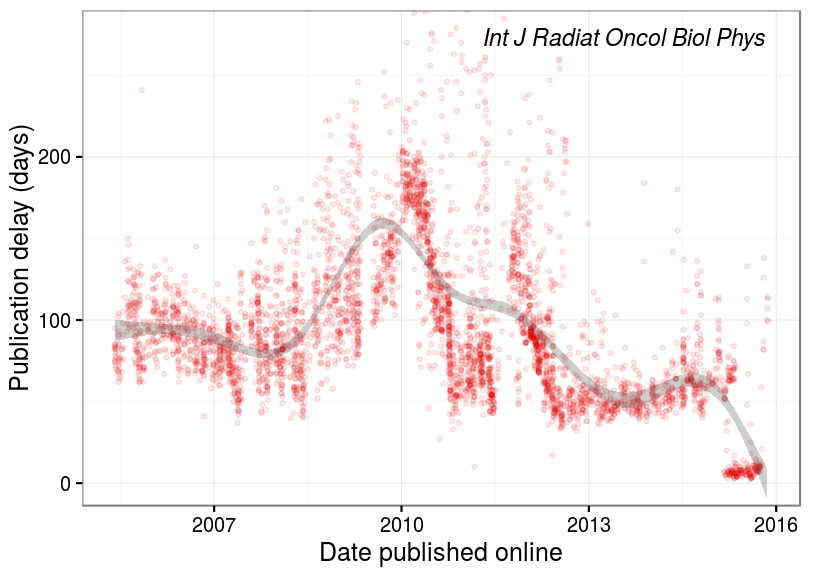 Int J Radiat Oncol Biol Phys
Publication delay (days)
200
100
0
2007 2010 2013 2016
Date published online